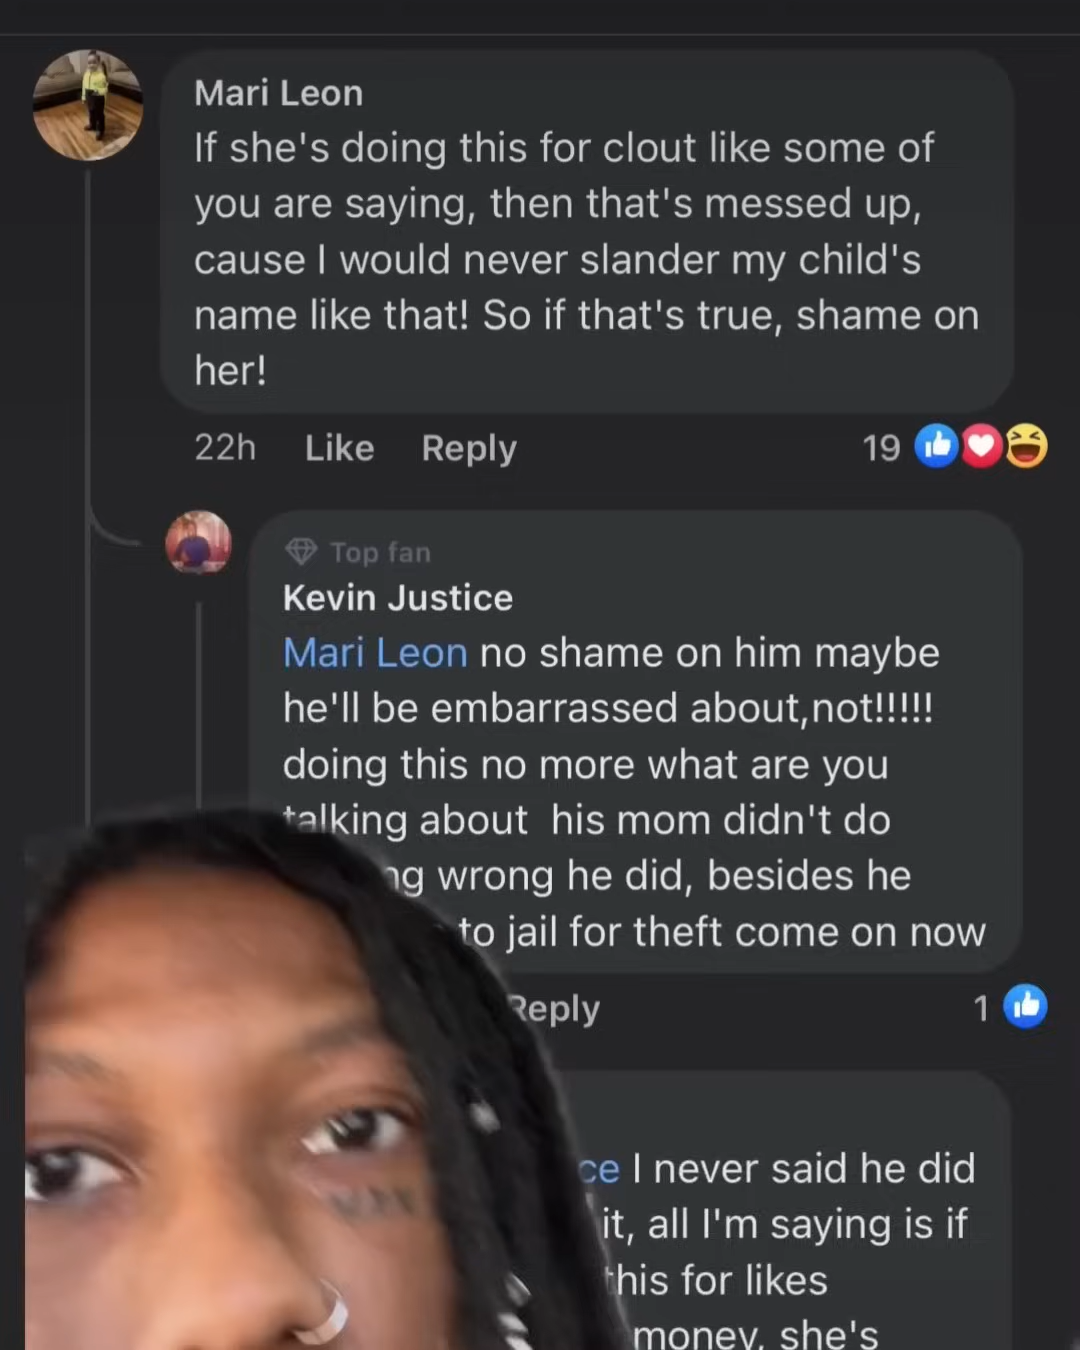 Mari Leon
If she's doing this for clout like some of
you are saying, then that's messed up,
cause I would never slander my child's
name like that! So if that's true, shame on
her!
22h Like Reply 19
Top fan
Kevin Justice
Mari Leon no shame on him maybe
he'll be embarrassed about,not!!!!!
doing this no more what are you
talking about his mom didn't do
ng wrong he did, besides he
to jail for theft come on now
Reply 1
ce I never said he did
it, all I'm saying is if
this for likes
money, she's